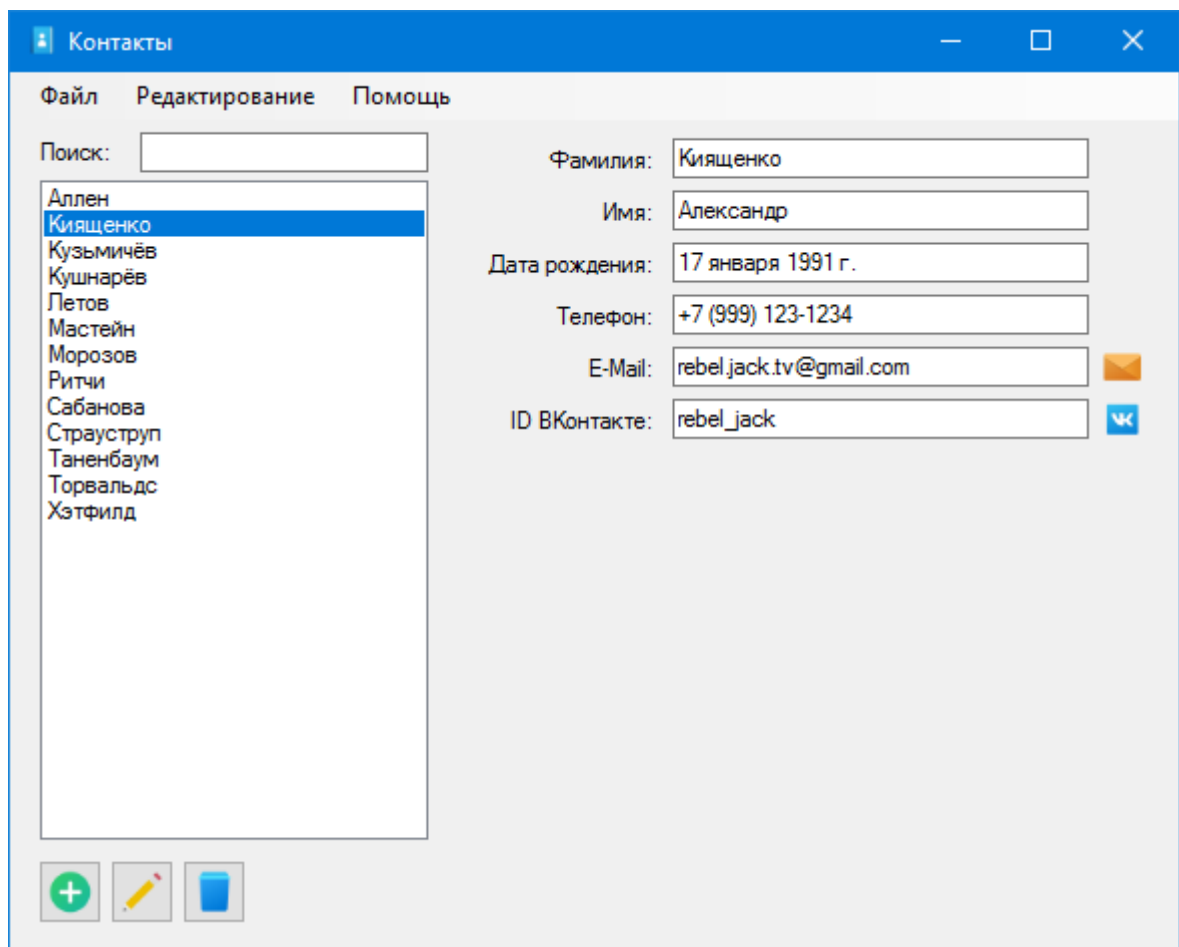 Контакты
Файл Редактирование Помощь
Поиск:
Аллен
Киященко
Кузьмичёв
Кушнарёв
Летов
Мастейн
Морозов
Ритчи
Сабанова
Страуструп
Таненбаум
Торвальдс
Хэтфилд
Фамилия: Киященко
Имя: Александр
Дата рождения: 17 января 1991 г.
Телефон: +7 (999) 123-1234
E-Mail: rebel.jack.tv@gmail.com
ID ВКонтакте: rebel_jack